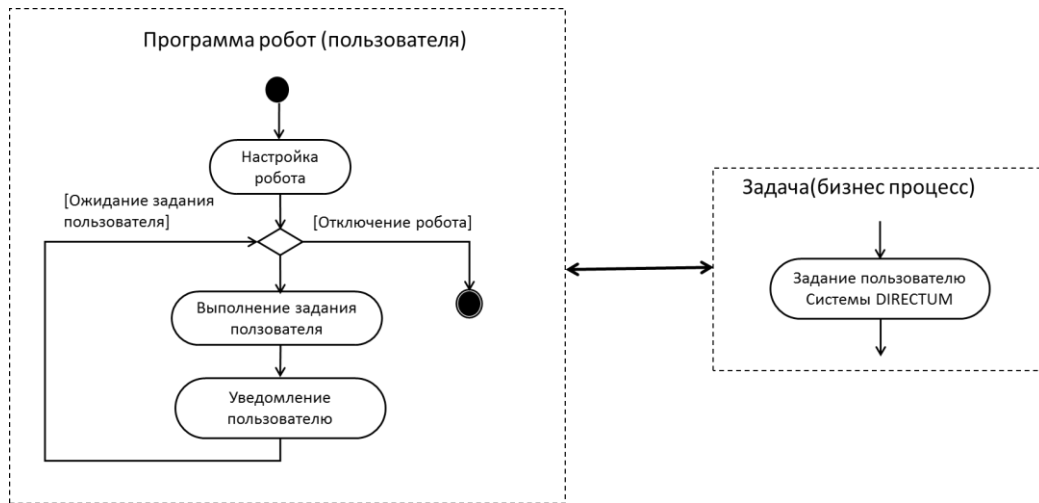 Программа робот (пользователя)
Настройка
робота
[Ожидание задания
пользователя]
[Отключение робота]
Выполнение задания
ползователя
Уведомление
пользователю
Задача(бизнес процесс)
Задание пользователю
Системы DIRECTUM